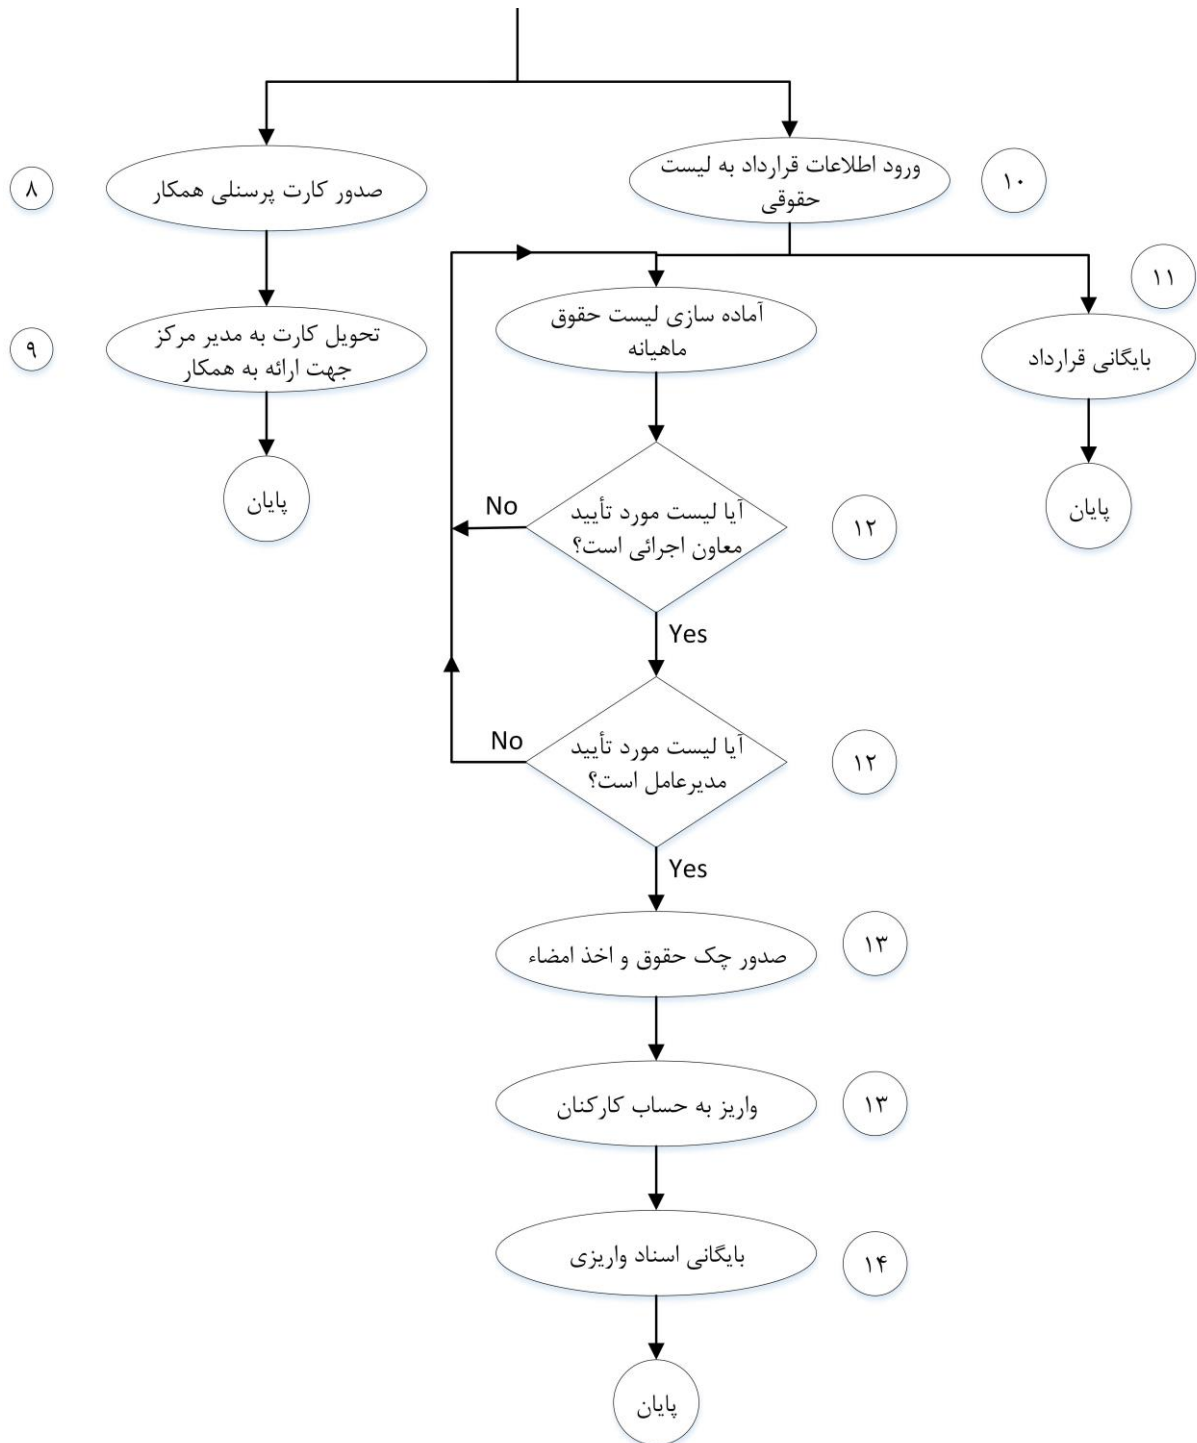 ۸
صدور کارت پرسنلی همکار
ورود اطلاعات قرارداد به لیست
حقوقی
۱۰
۱۱
آماده سازی لیست حقوق
ماهیانه
۹
تحویل کارت به مدیر مرکز
جهت ارائه به همکار
بایگانی قرارداد
پایان
No
آیا لیست مورد تأیید
معاون اجرائی است؟
۱۲
پایان
Yes
No
آیا لیست مورد تأیید
مدیرعامل است؟
۱۲
Yes
صدور چک حقوق و اخذ امضاء
۱۳
واریز به حساب کارکنان
۱۳
بایگانی اسناد واریزی
۱۴
پایان